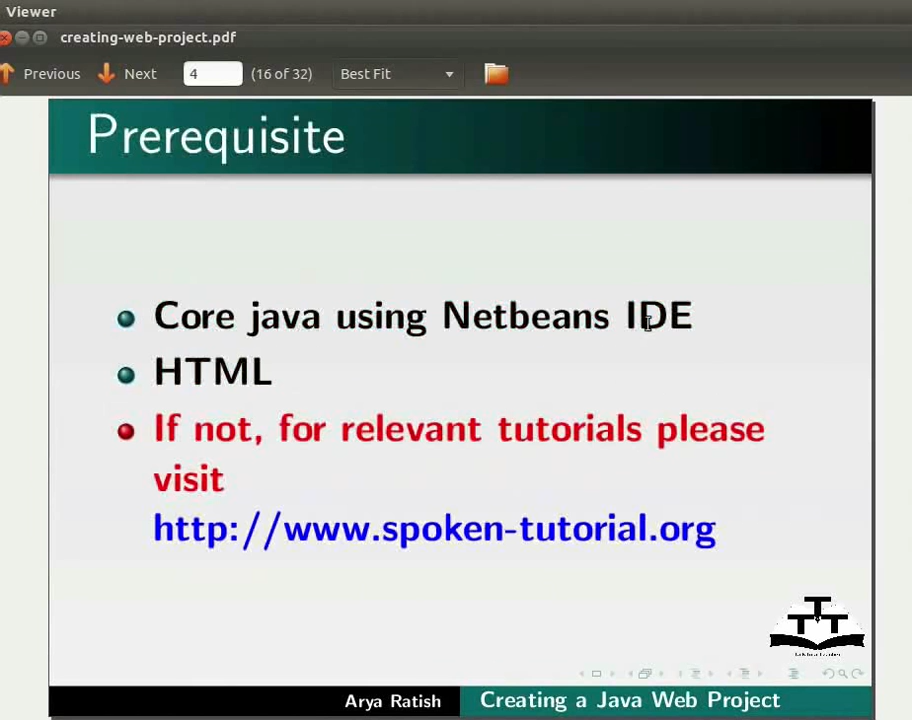 Viewer
creating-web-project.pdf
Previous Next 4 (16 of 32) Best Fit
Prerequisite
Core java using Netbeans IDE
HTML
If not, for relevant tutorials please
visit
http://www.spoken-tutorial.org
TTT
Arya Ratish Creating a Java Web Project